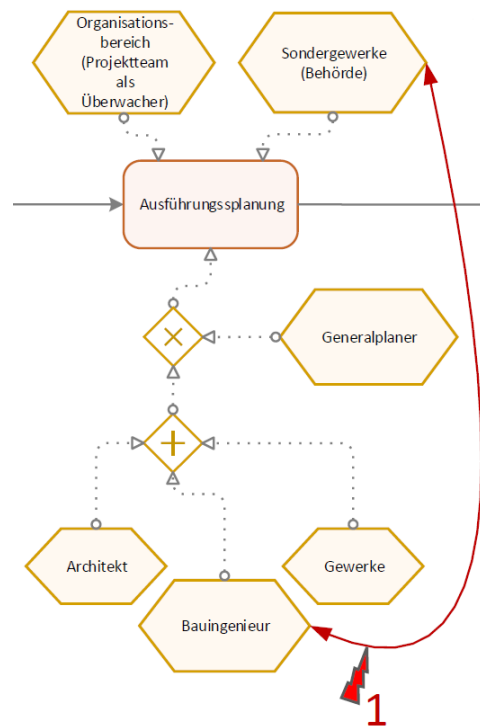 Organisations-
bereich
(Projektteam
als
Überwacher)
Sondergewerke
(Behörde)
Ausführungssplanung
Generalplaner
Architekt
Gewerke
Bauingenieur
1